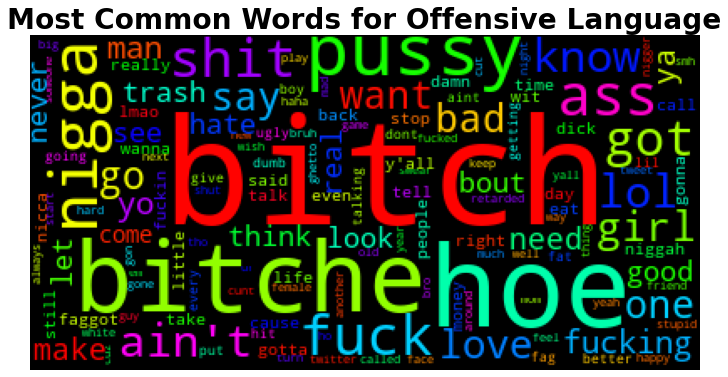 Most Common Words for Offensive Language
big man shit play pussy cut night know nigger ya smh
never really trash say damn time wit ass call
nigga lmao hate boy haha want stop bad aint getting dick got
see wanna ugly bruh back dont fucked
going go next dumb ghetto real y'all keep yall lil gonna
fuckin give said even tell bout retarded day tweet lol
nicca yo shut talk talking eat
start hard bitch girl
come tho think look people right need way thing niggah
let little every life year old much well fat good
always still gon gone bitche hoe money friend
faggot guy take cunt female another bro around yeah one
white cause hit fuck feel stupid
make ain't put gotta turn twitter called face love fag better fucking happy